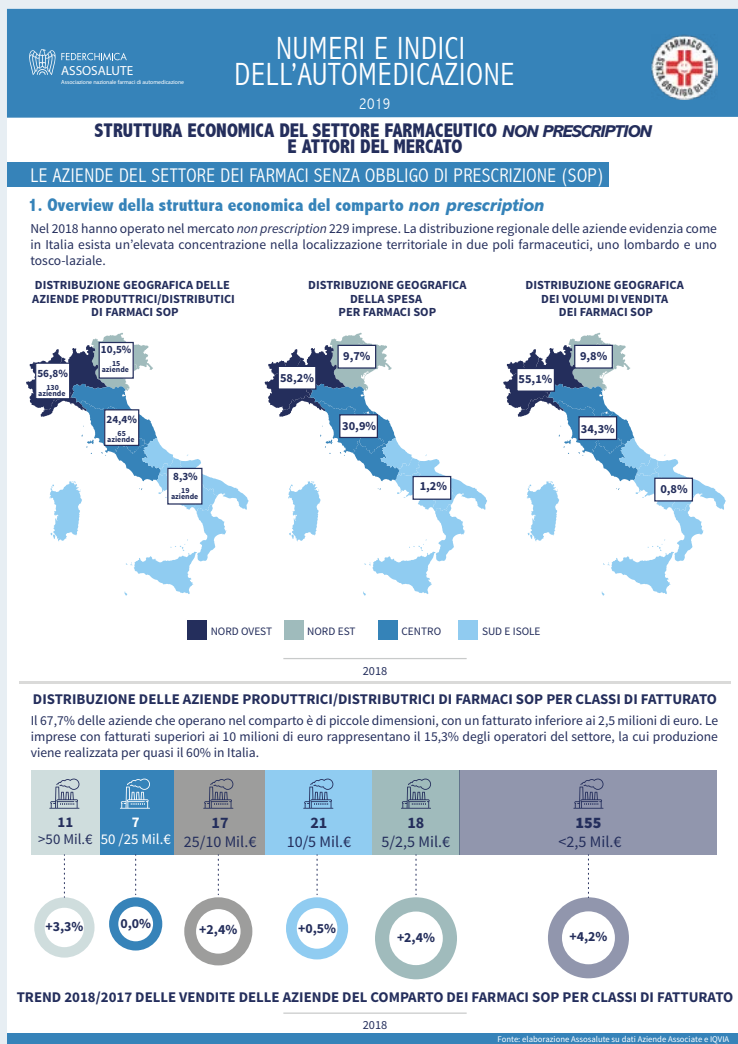 FEDERCHIMICA
ASSOSALUTE
Associazione nazionale farmaci di automedicazione
NUMERI E INDICI
DELL'AUTOMEDICAZIONE
2019
FARMACO
SENZA OBBLIGO DI RICETTA
STRUTTURA ECONOMICA DEL SETTORE FARMACEUTICO NON PRESCRIPTION
E ATTORI DEL MERCATO
LE AZIENDE DEL SETTORE DEI FARMACI SENZA OBBLIGO DI PRESCRIZIONE (SOP)
1. Overview della struttura economica del comparto non prescription
Nel 2018 hanno operato nel mercato non prescription 229 imprese. La distribuzione regionale delle aziende evidenzia come
in Italia esista un'elevata concentrazione nella localizzazione territoriale in due poli farmaceutici, uno lombardo e uno
tosco-laziale.
DISTRIBUZIONE GEOGRAFICA DELLE
AZIENDE PRODUTTRICI/DISTRIBUTICI
DI FARMACI SOP
DISTRIBUZIONE GEOGRAFICA
DELLA SPESA
PER FARMACI SOP
DISTRIBUZIONE GEOGRAFICA
DEI VOLUMI DI VENDITA
DEI FARMACI SOP
10,5%
15
aziende
56,8%
130
aziende
24,4%
65
aziende
8,3%
19
aziende
9,7%
58,2%
30,9%
1,2%
9,8%
55,1%
34,3%
0,8%
NORD OVEST
NORD EST
CENTRO
SUD E ISOLE
2018
DISTRIBUZIONE DELLE AZIENDE PRODUTTRICI/DISTRIBUTRICI DI FARMACI SOP PER CLASSI DI FATTURATO
Il 67,7% delle aziende che operano nel comparto è di piccole dimensioni, con un fatturato inferiore ai 2,5 milioni di euro. Le
imprese con fatturati superiori ai 10 milioni di euro rappresentano il 15,3% degli operatori del settore, la cui produzione
viene realizzata per quasi il 60% in Italia.
11
>50 Mil.€
7
50 /25 Mil.€
17
25/10 Mil.€
21
10/5 Mil.€
18
5/2,5 Mil.€
155
<2,5 Mil.€
+3,3%
0,0%
+2,4%
+0,5%
+2,4%
+4,2%
TREND 2018/2017 DELLE VENDITE DELLE AZIENDE DEL COMPARTO DEI FARMACI SOP PER CLASSI DI FATTURATO
2018
Fonte: elaborazione Assosalute su dati Aziende Associate e IQVIA